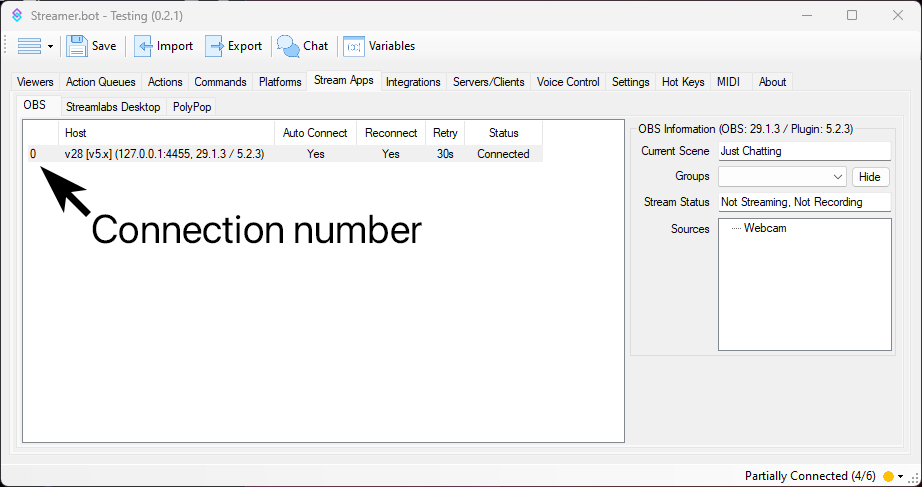 Streamer.bot - Testing (0.2.1)
Save Import Export Chat Variables
Viewers Action Queues Actions Commands Platforms Stream Apps Integrations Servers/Clients Voice Control Settings Hot Keys MIDI About
OBS Streamlabs Desktop PolyPop
Host Auto Connect Reconnect Retry Status
0 v28 [v5.x] (127.0.0.1:4455, 29.1.3 / 5.2.3) Yes Yes 30s Connected
Connection number
OBS Information (OBS: 29.1.3 / Plugin: 5.2.3)
Current Scene Just Chatting
Groups Hide
Stream Status Not Streaming, Not Recording
Sources Webcam
Partially Connected (4/6)